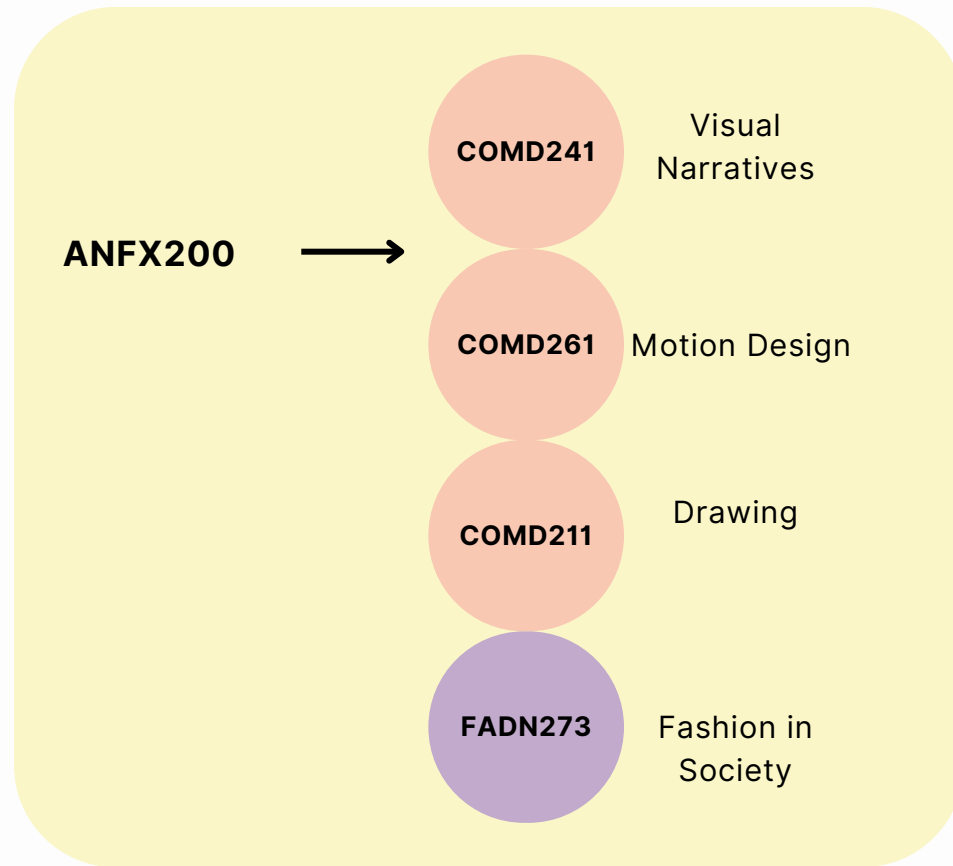 COMD241
Visual
Narratives
ANFX200
COMD261
Motion Design
COMD211
Drawing
FADN273
Fashion in
Society